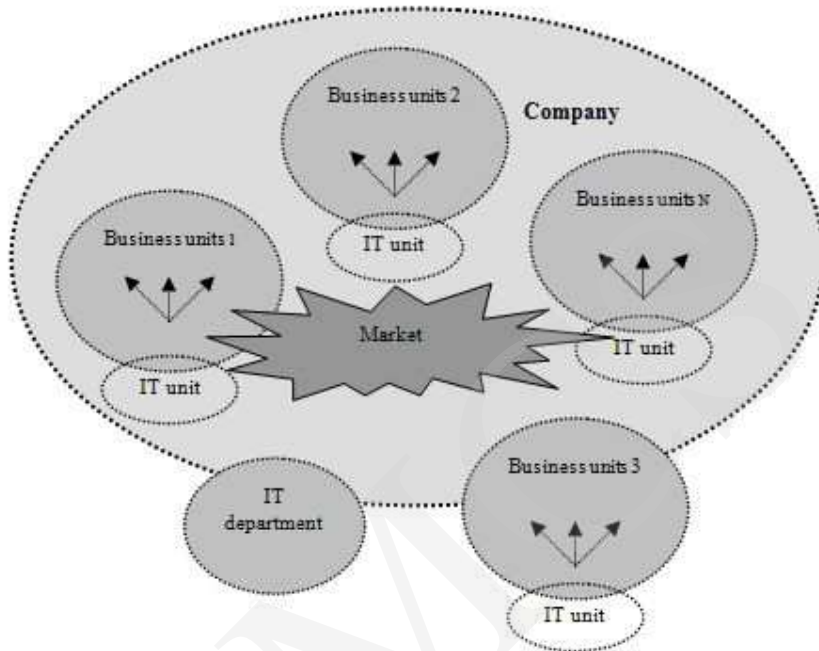 Business units 2
Company
IT unit
Business units N
Business units 1
Market
IT unit
IT unit
Business units 3
IT
department
IT unit